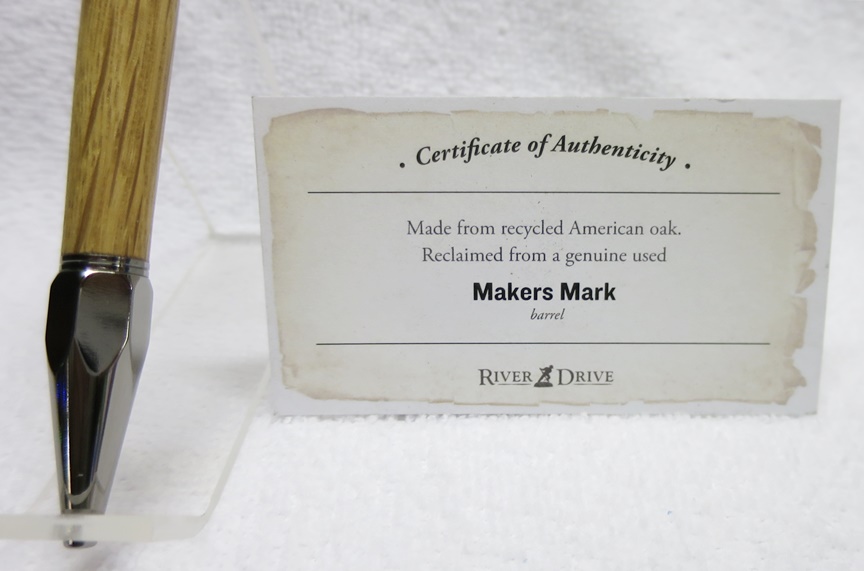 • Certificate of Authenticity •
Made from recycled American oak.
Reclaimed from a genuine used
Makers Mark
barrel
RIVER DRIVE